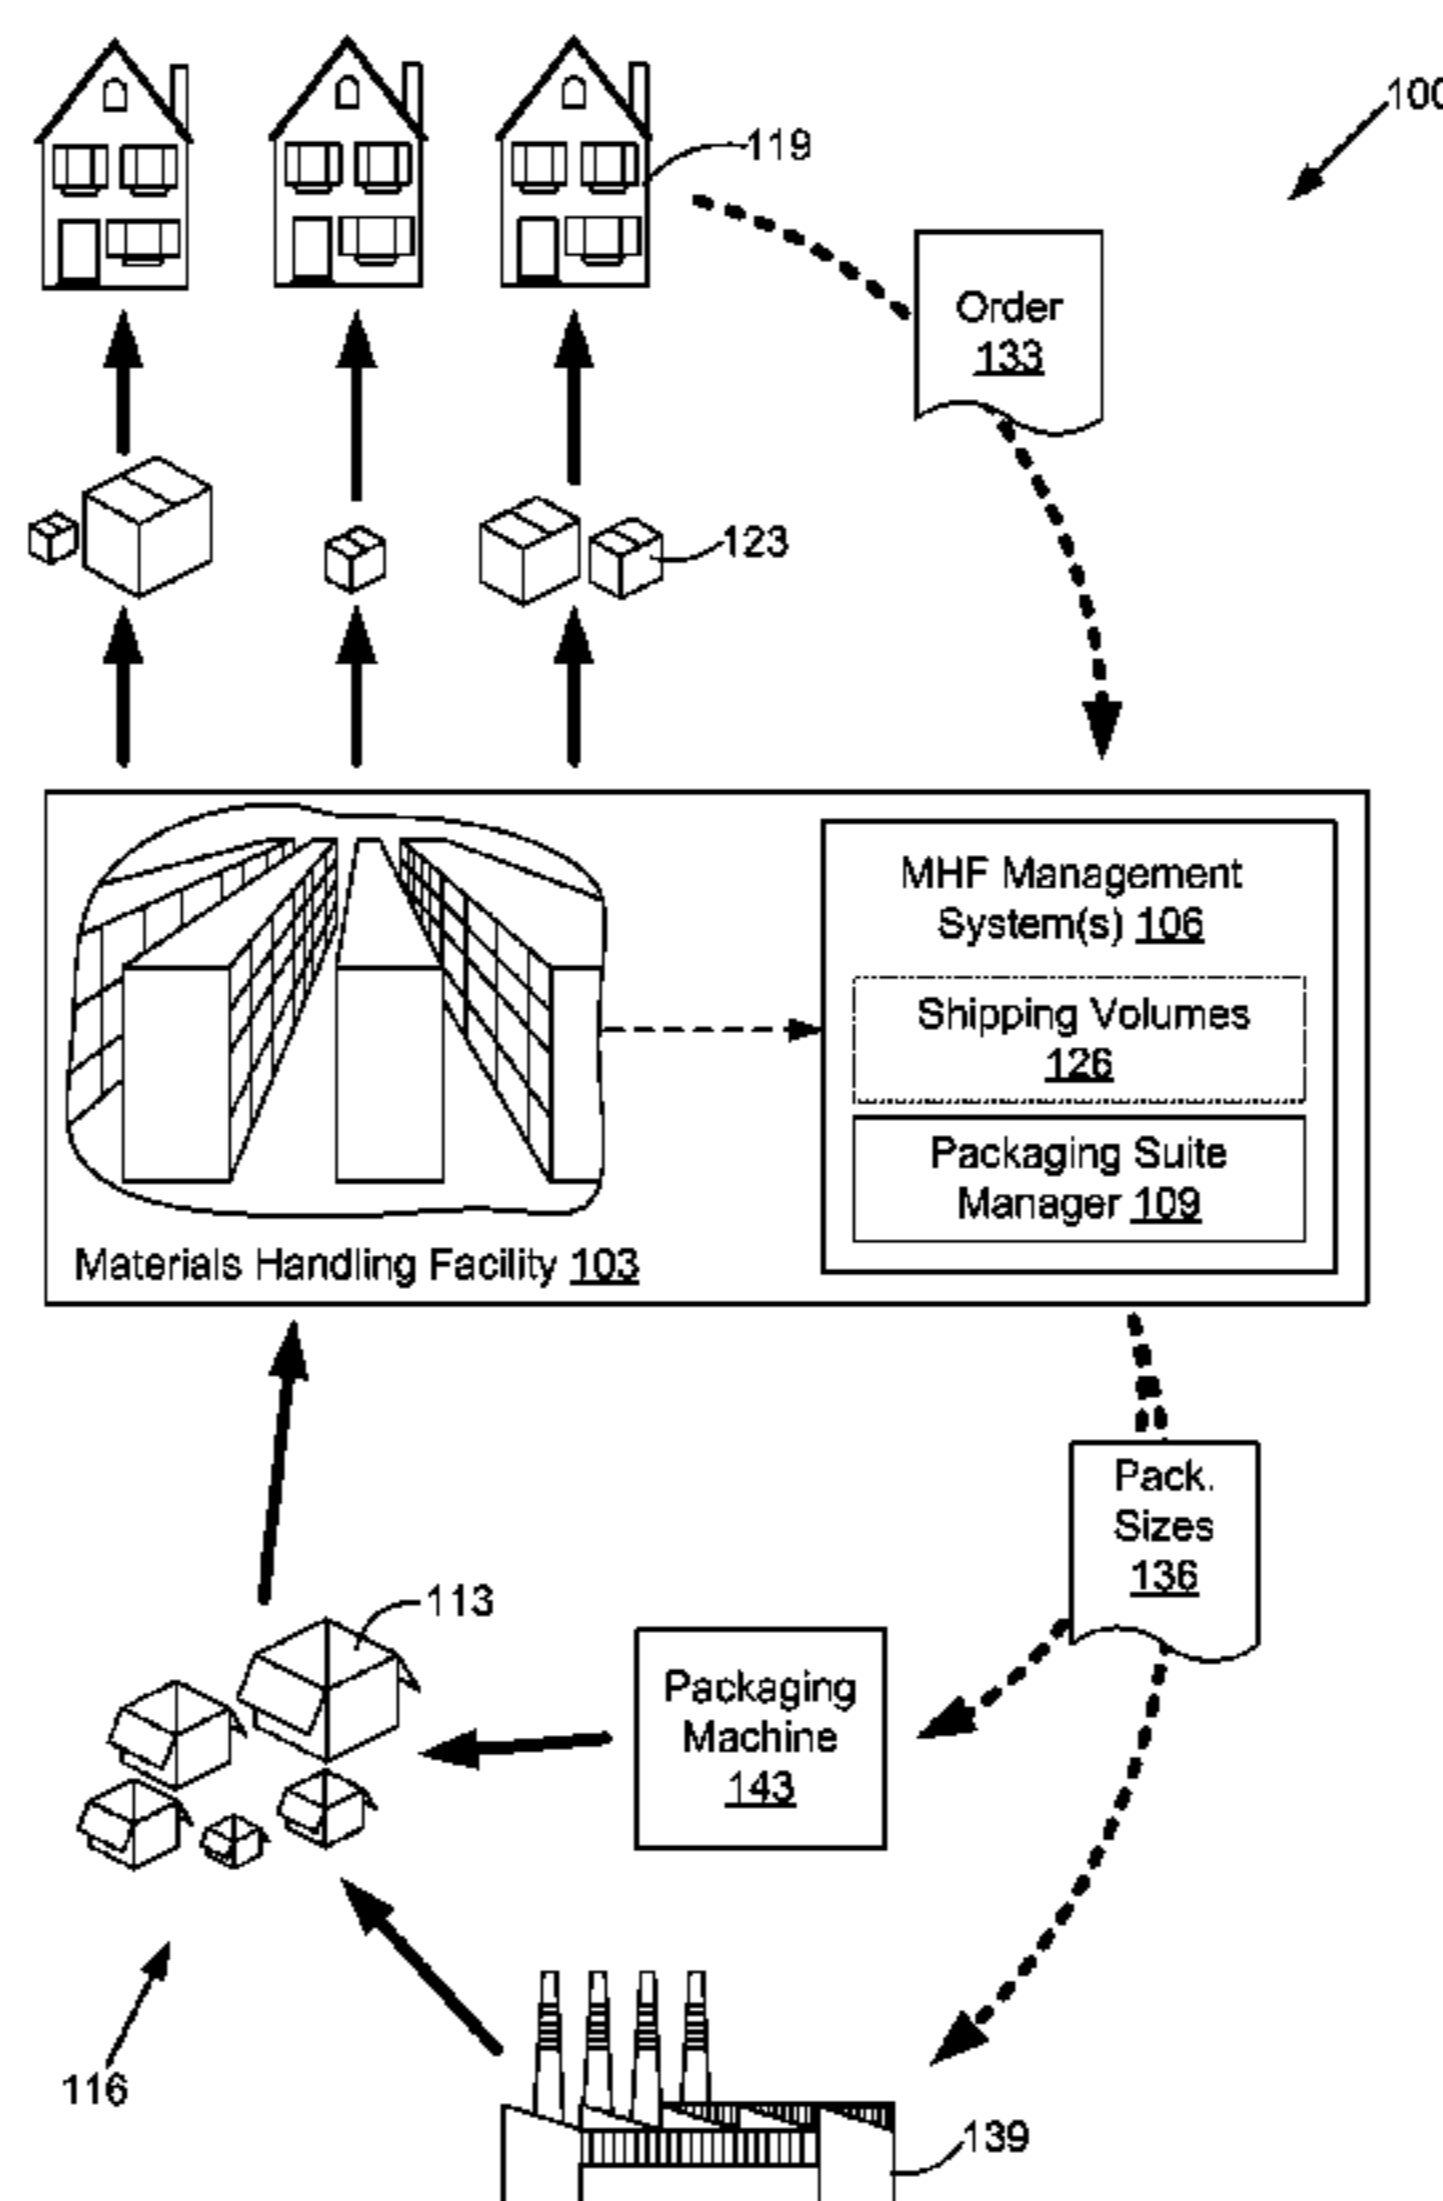 100
119
Order
133
123
MHF Management
System(s) 106
Shipping Volumes
126
Packaging Suite
Manager 109
Materials Handling Facility 103
Pack.
Sizes
136
113
Packaging
Machine
143
116
139